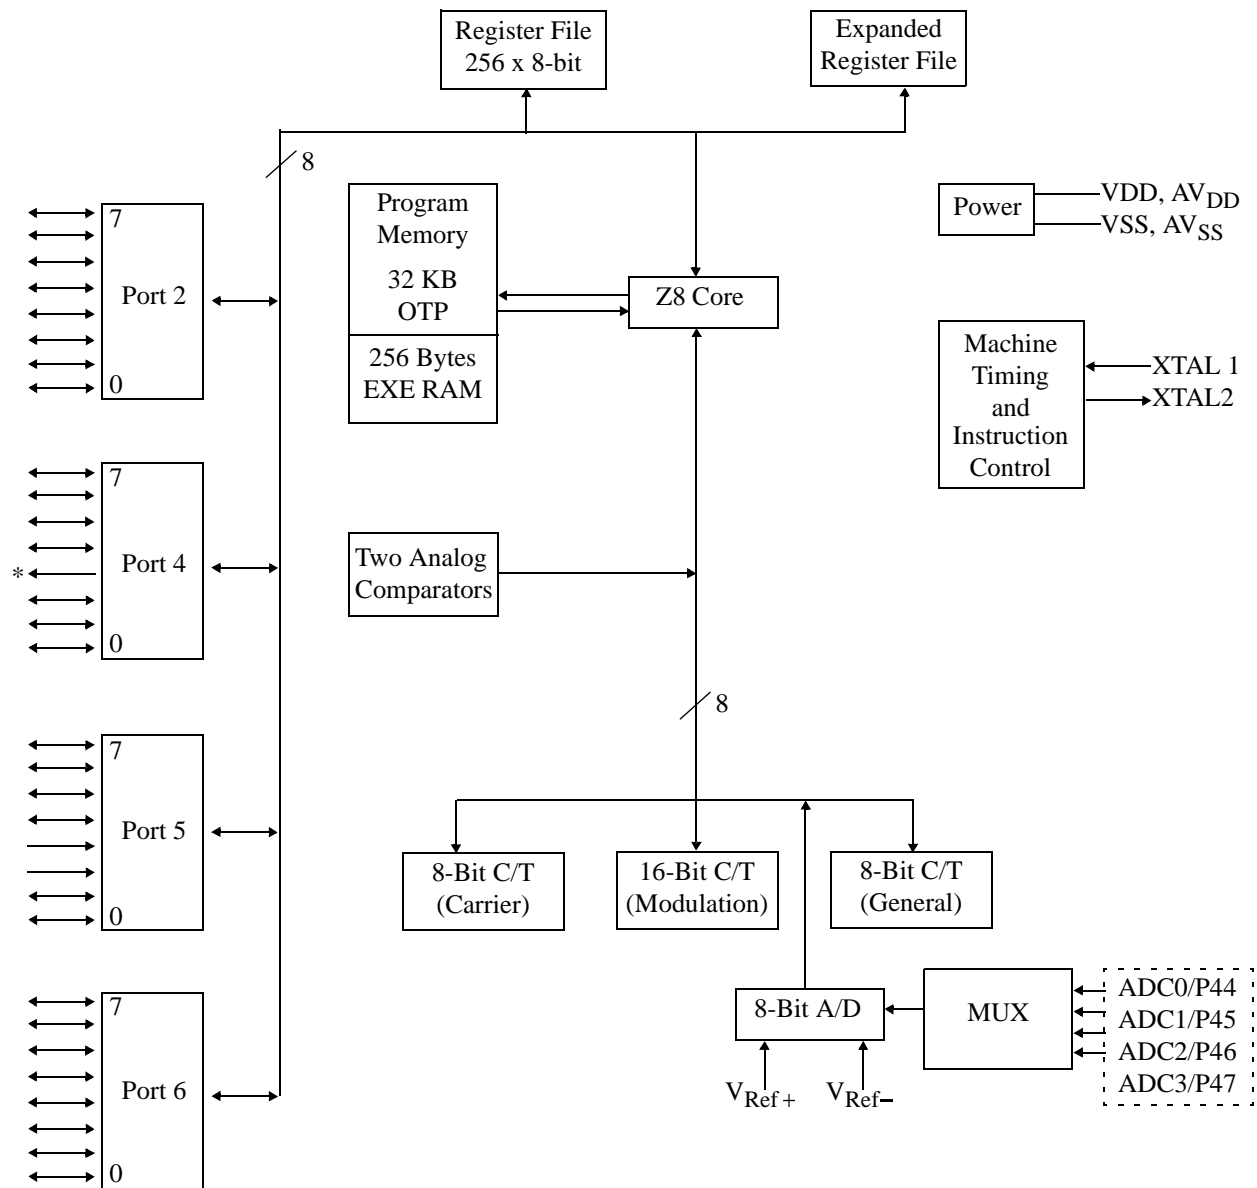 Register File
256 x 8-bit
Expanded
Register File
8
Program
Memory
32 KB
OTP
256 Bytes
EXE RAM
Z8 Core
Power
VDD, AVDD
VSS, AVSS
Machine
Timing
and
Instruction
Control
XTAL 1
XTAL2
7
Port 2
0
7
Port 4
0
*
Two Analog
Comparators
8
7
Port 5
0
8-Bit C/T
(Carrier)
16-Bit C/T
(Modulation)
8-Bit C/T
(General)
7
Port 6
0
8-Bit A/D
MUX
ADC0/P44
ADC1/P45
ADC2/P46
ADC3/P47
VRef +
VRef–